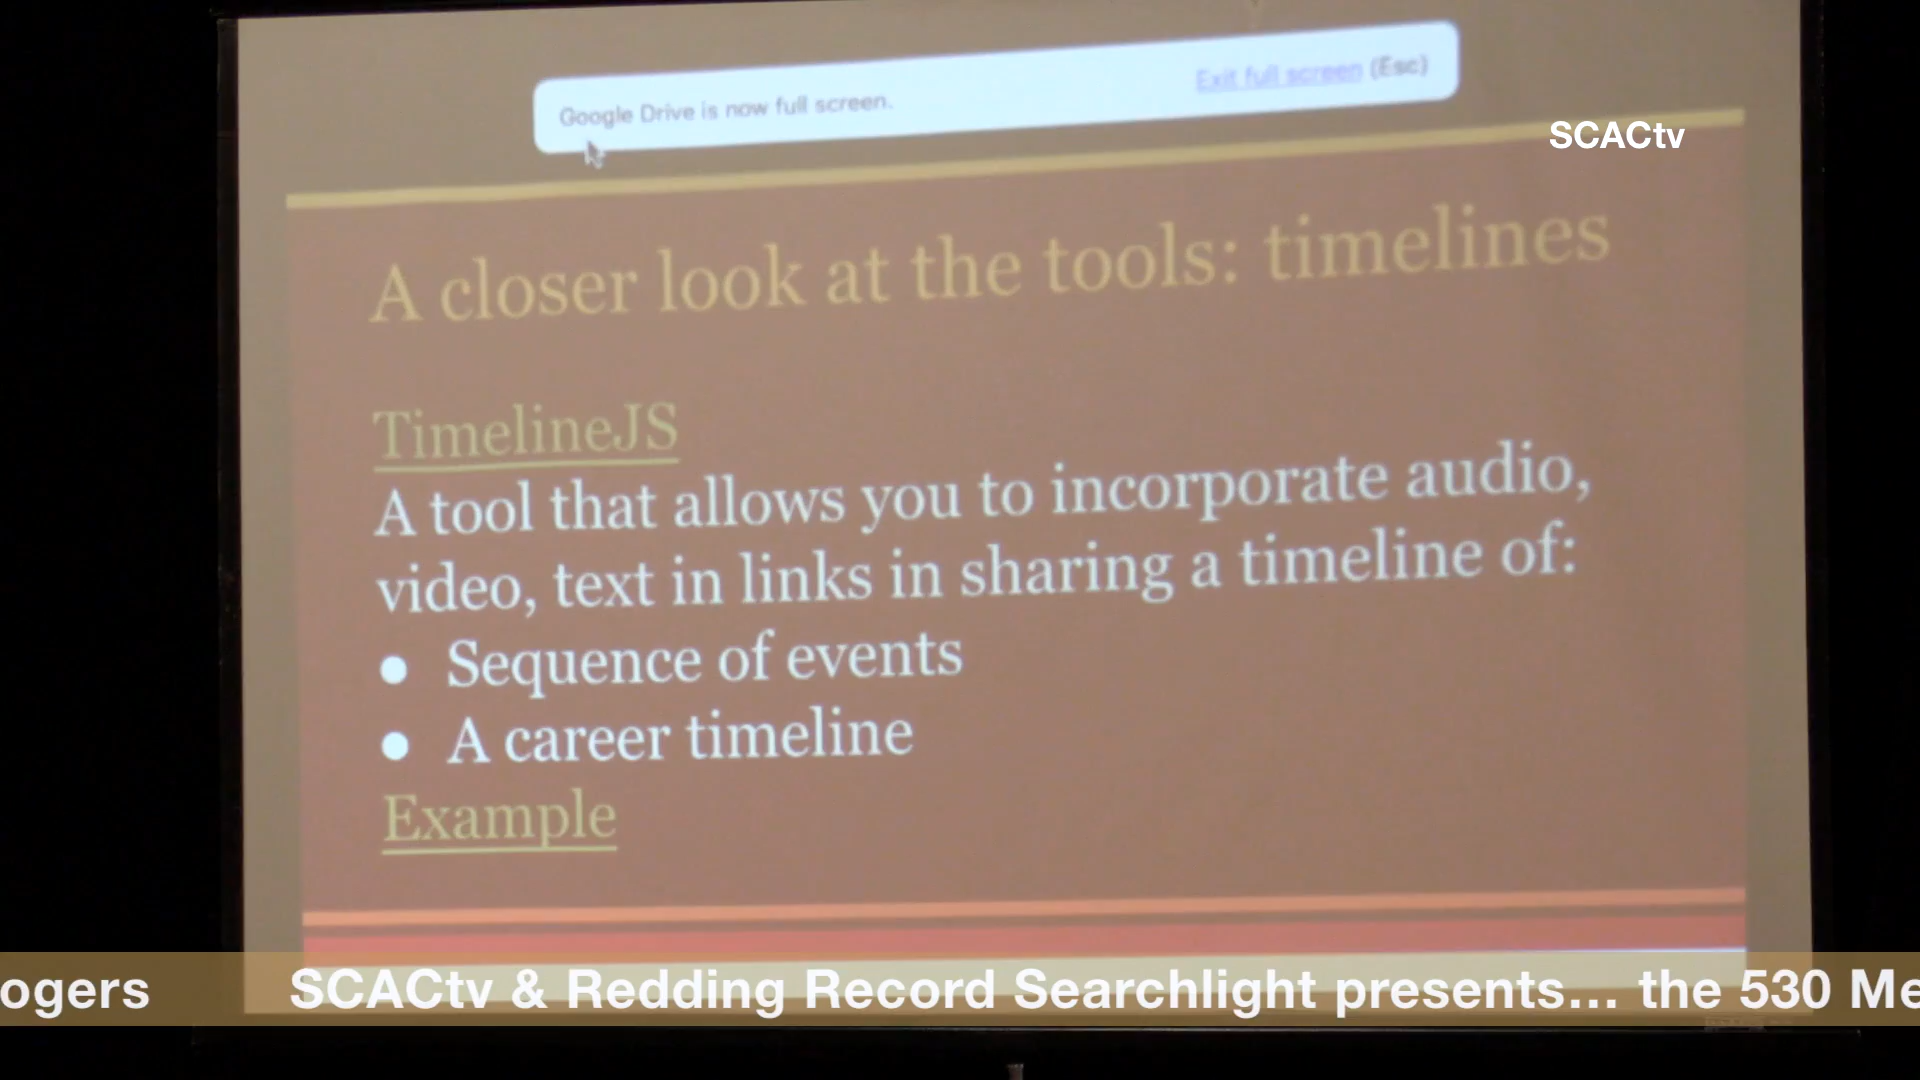 Google Drive is now full screen. Exit full screen (Esc)
SCACtv
A closer look at the tools: timelines
TimelineJS
A tool that allows you to incorporate audio,
video, text in links in sharing a timeline of:
● Sequence of events
● A career timeline
Example
ogers SCACtv & Redding Record Searchlight presents... the 530 Me